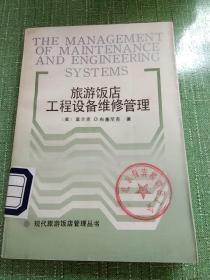 THE MANAGEMENT
OF MAINTENANCE
AND ENGINEERING
SYSTEMS
旅游饭店
工程设备维修管理
著
现代旅游饭店管理丛书